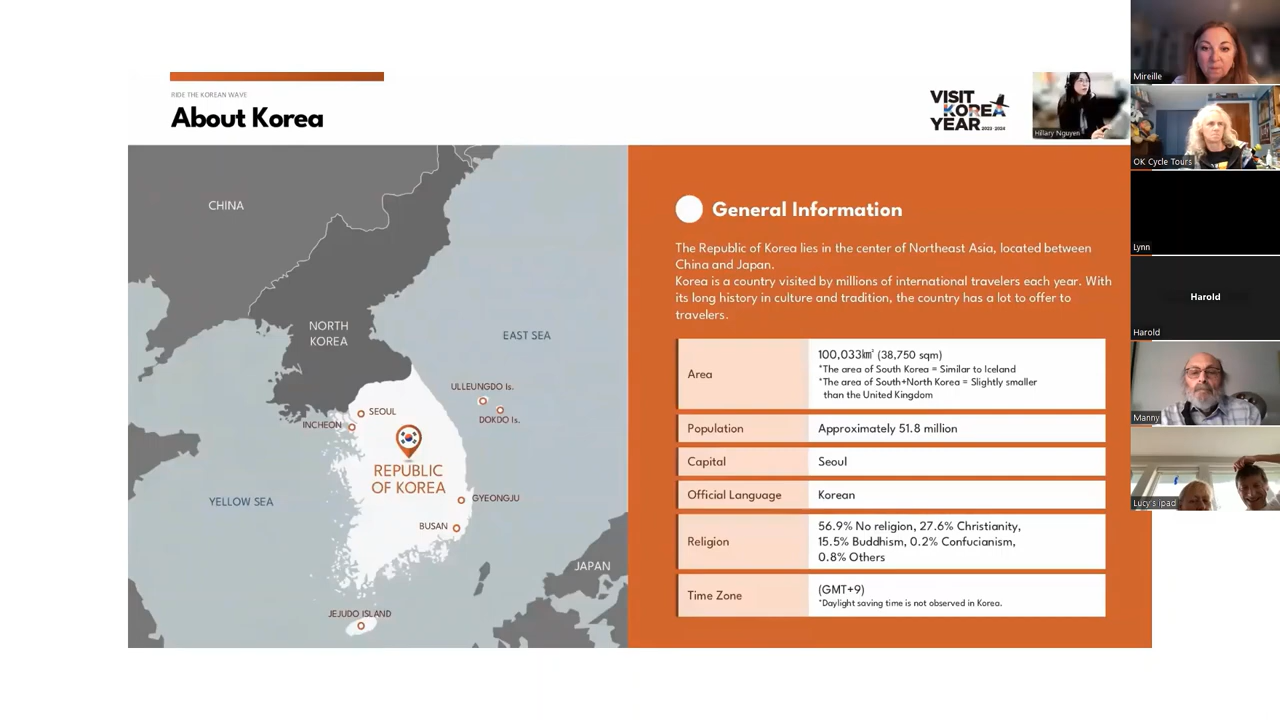 RIDE THE KOREAN WAVE
About Korea
VISIT
KOREA
YEAR 2023-2024
Hillary Nguyen
CHINA
NORTH
KOREA
EAST SEA
ULLEUNGDO Is.
DOKDO Is.
SEOUL
INCHEON
REPUBLIC
OF KOREA
YELLOW SEA
GYEONGJU
BUSAN
JAPAN
JEJUDO ISLAND
General Information
The Republic of Korea lies in the center of Northeast Asia, located between
China and Japan.
Korea is a country visited by millions of international travelers each year. With
its long history in culture and tradition, the country has a lot to offer to
travelers.
Area
100,033㎢ (38,750 sqm)
*The area of South Korea = Similar to Iceland
*The area of South+North Korea = Slightly smaller
than the United Kingdom
Population
Approximately 51.8 million
Capital
Seoul
Official Language
Korean
Religion
56.9% No religion, 27.6% Christianity,
15.5% Buddhism, 0.2% Confucianism,
0.8% Others
Time Zone
(GMT+9)
*Daylight saving time is not observed in Korea.
Mireille
OK Cycle Tours
Lynn
Harold
Harold
Manny
Lucy's ipad